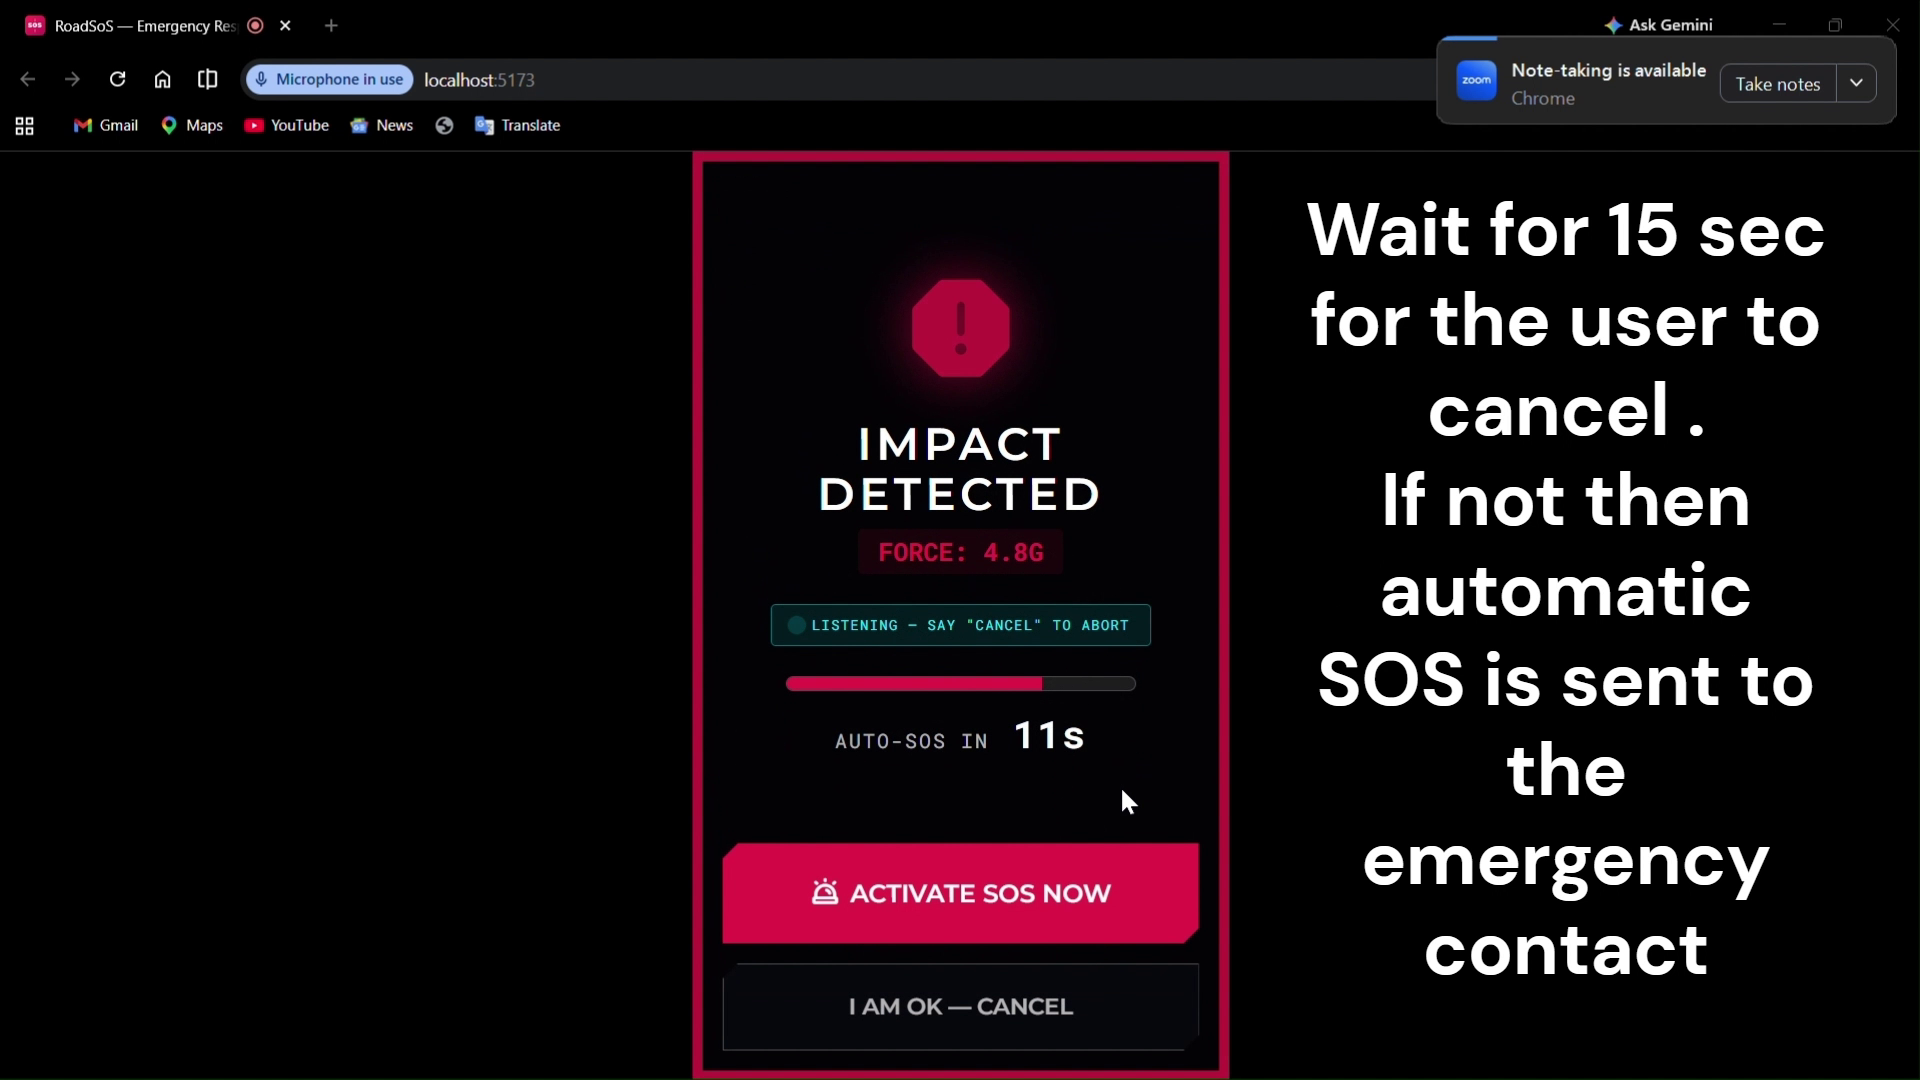 SOS
RoadSoS — Emergency Res
Ask Gemini
Microphone in use
localhost:5173
zoom
Note-taking is available
Chrome
Take notes
Gmail
Maps
YouTube
News
Translate
IMPACT
DETECTED
FORCE: 4.8G
LISTENING — SAY "CANCEL" TO ABORT
AUTO-SOS IN 11s
ACTIVATE SOS NOW
I AM OK — CANCEL
Wait for 15 sec
for the user to
cancel .
If not then
automatic
SOS is sent to
the
emergency
contact